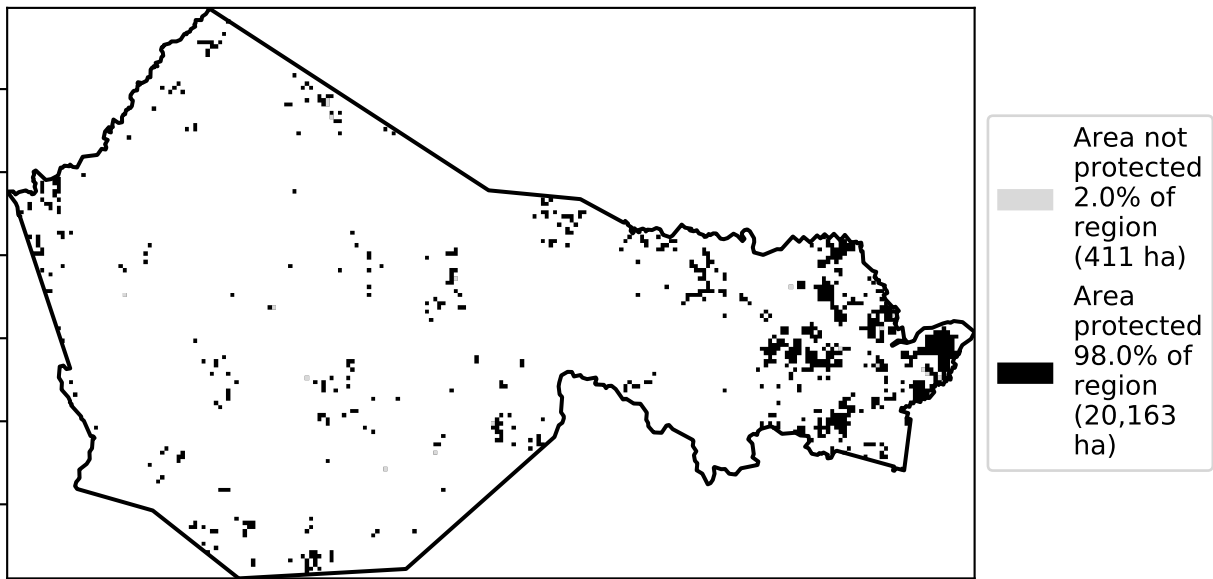 Area not
protected
2.0% of
region
(411 ha)
Area
protected
98.0% of
region
(20,163
ha)